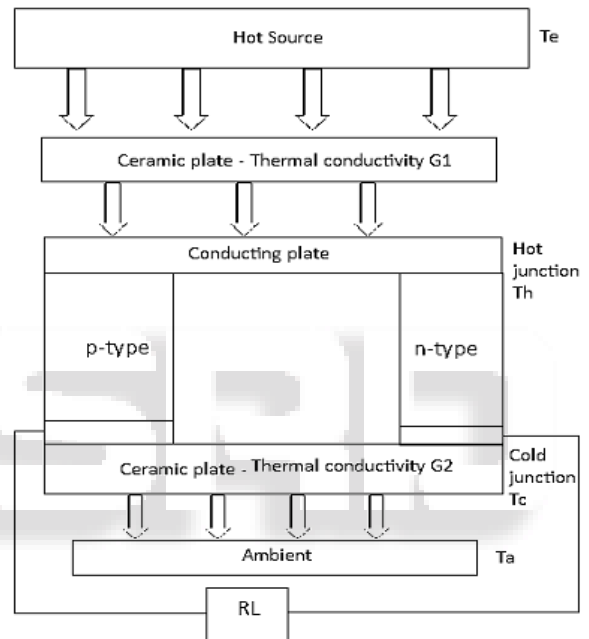 Hot Source
Te
Ceramic plate - Thermal conductivity G1
Conducting plate
Hot
junction
Th
p-type
n-type
Ceramic plate - Thermal conductivity G2
Cold
junction
Tc
Ambient
Ta
RL